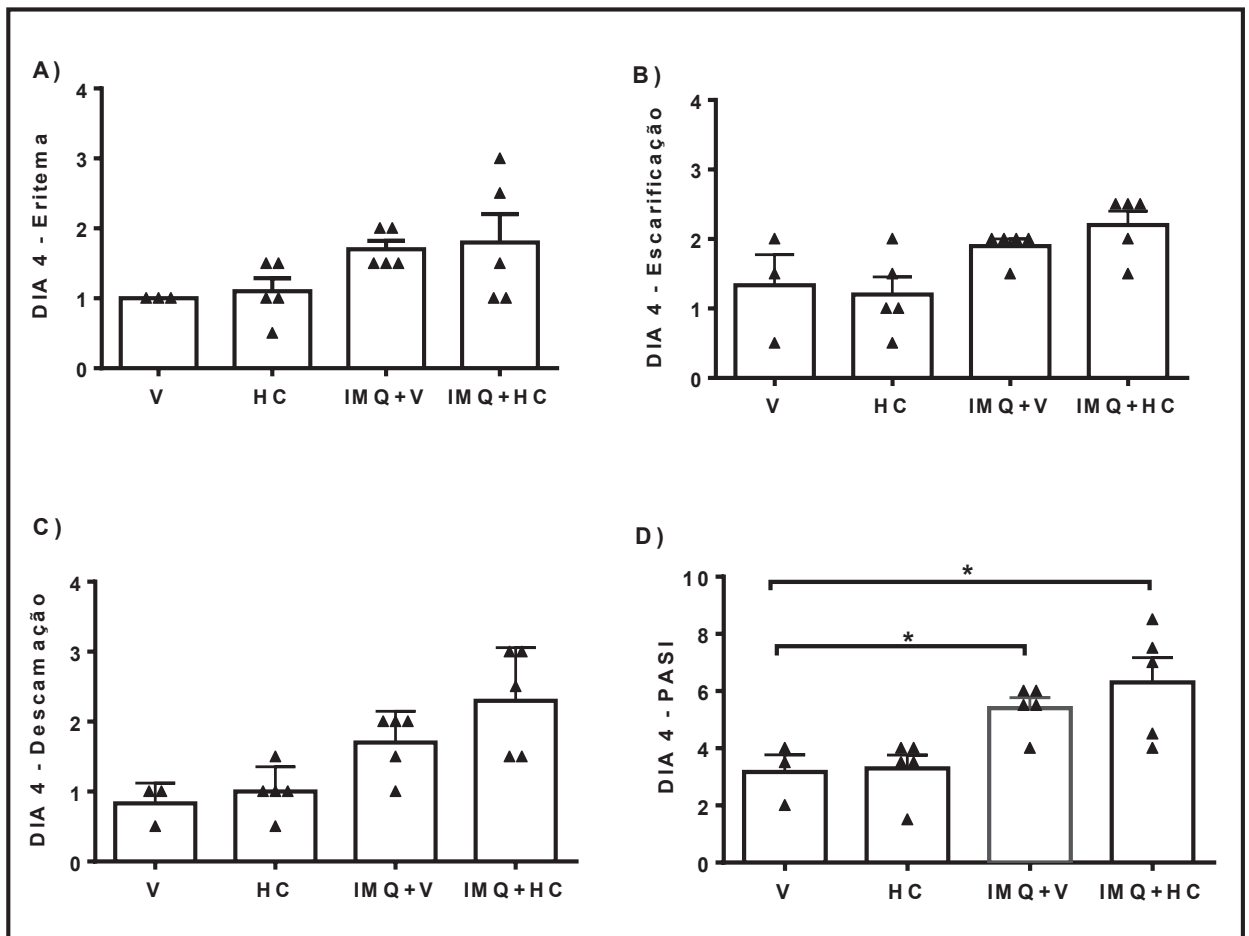 A)
DIA 4 - Eritema
4
3
2
1
0
V HC IMQ+V IMQ+HC
B)
DIA 4 - Escarificação
4
3
2
1
0
V HC IMQ+V IMQ+HC
C)
DIA 4 - Descamação
4
3
2
1
0
V HC IMQ+V IMQ+HC
D)
DIA 4 - PASI
10
8
6
4
2
0
*
*
V HC IMQ+V IMQ+HC